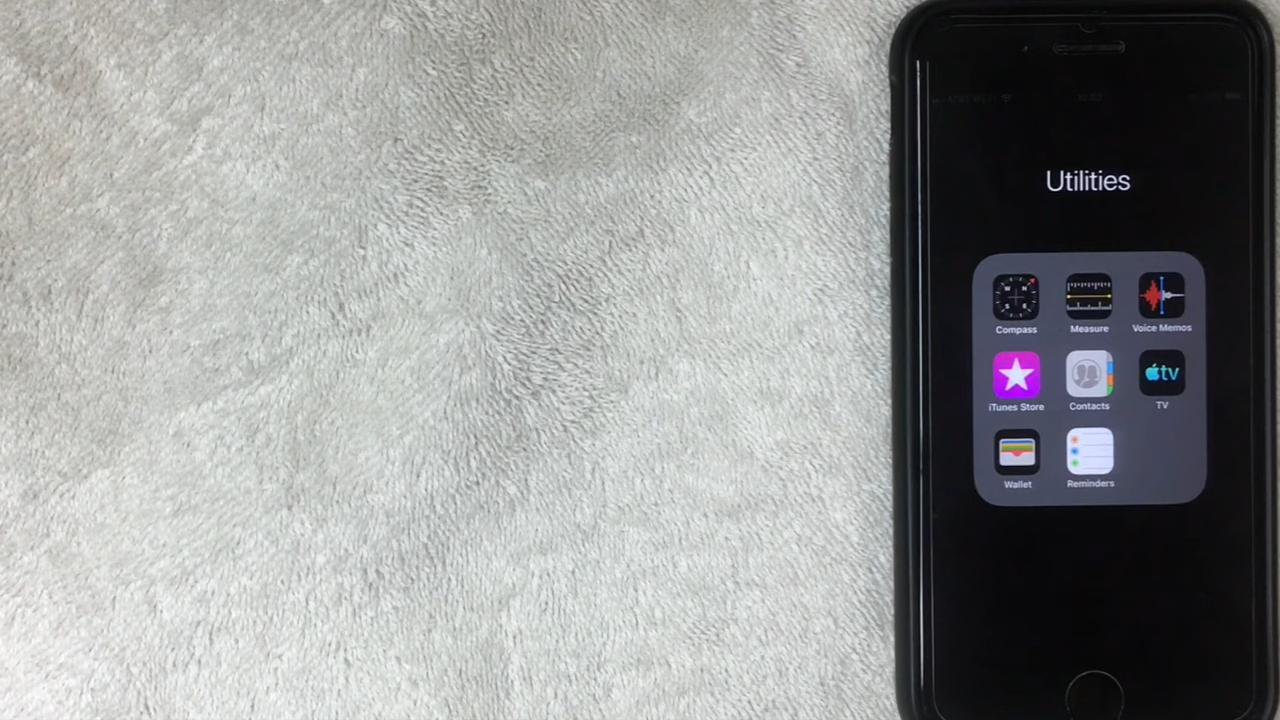 Utilities
Compass
Measure
Voice Memos
iTunes Store
Contacts
tv
TV
Wallet
Reminders